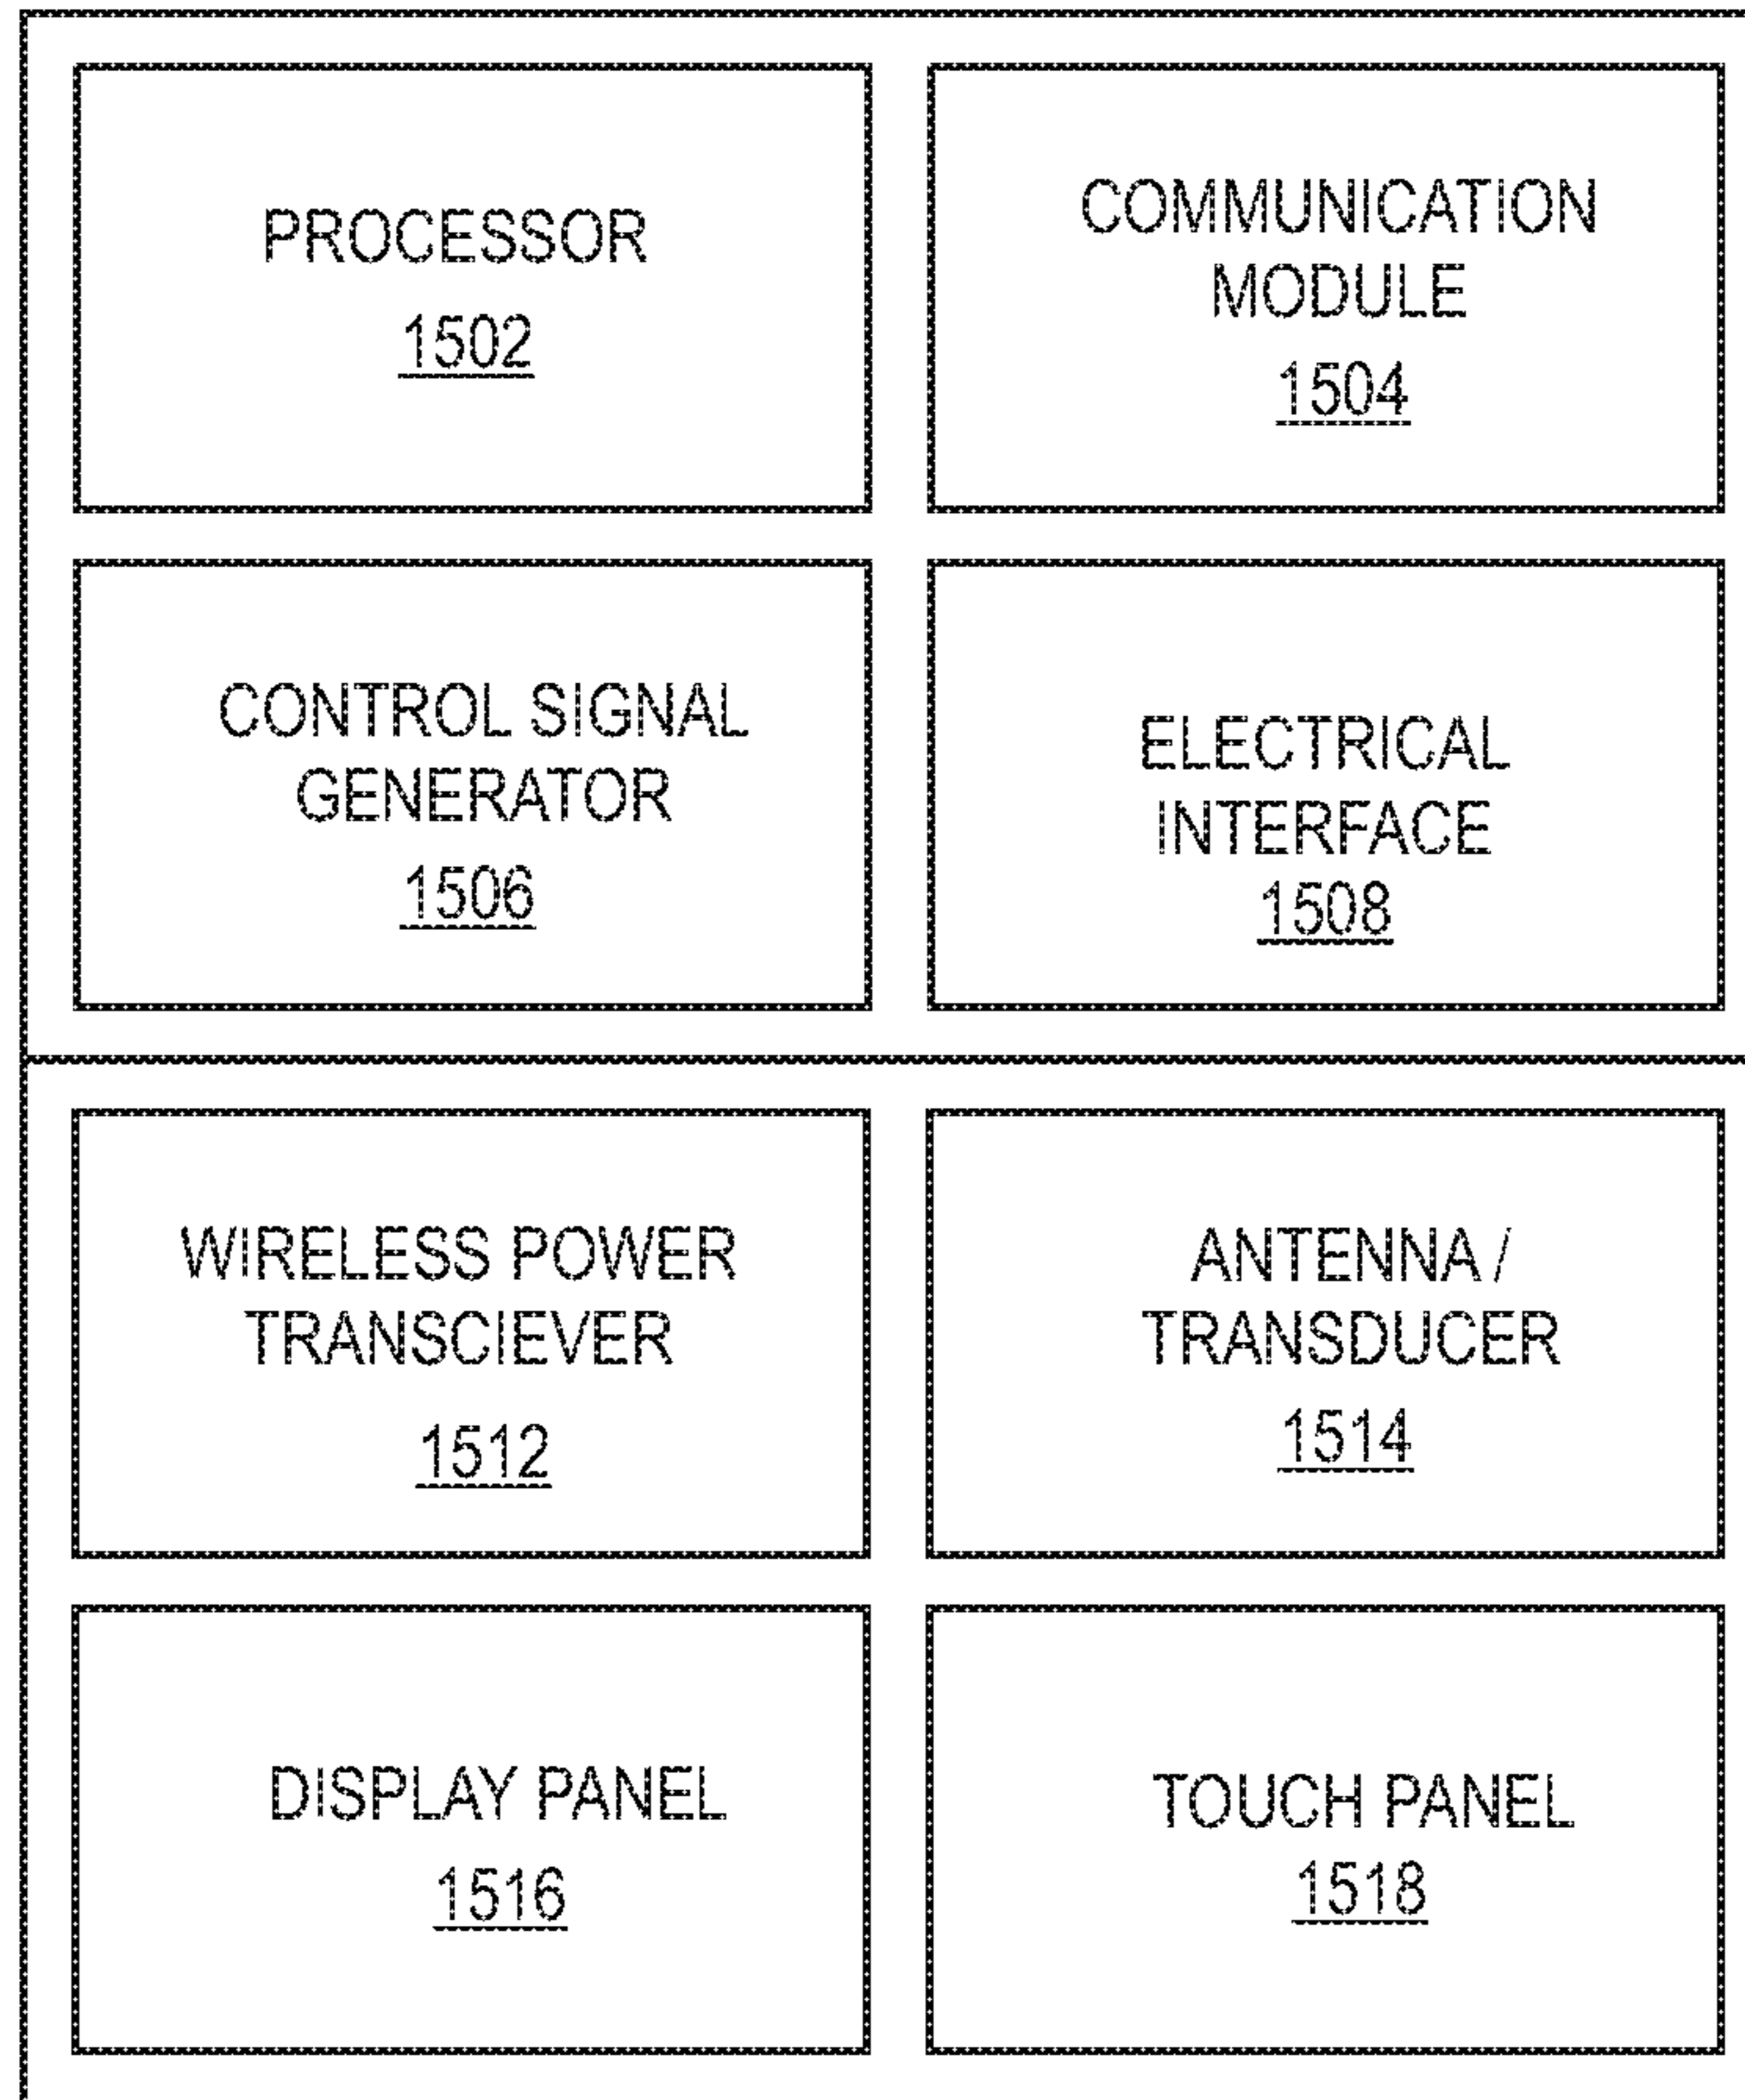 PROCESSOR
1502
COMMUNICATION
MODULE
1504
CONTROL SIGNAL
GENERATOR
1506
ELECTRICAL
INTERFACE
1508
WIRELESS POWER
TRANSCIEVER
1512
ANTENNA /
TRANSDUCER
1514
DISPLAY PANEL
1516
TOUCH PANEL
1518